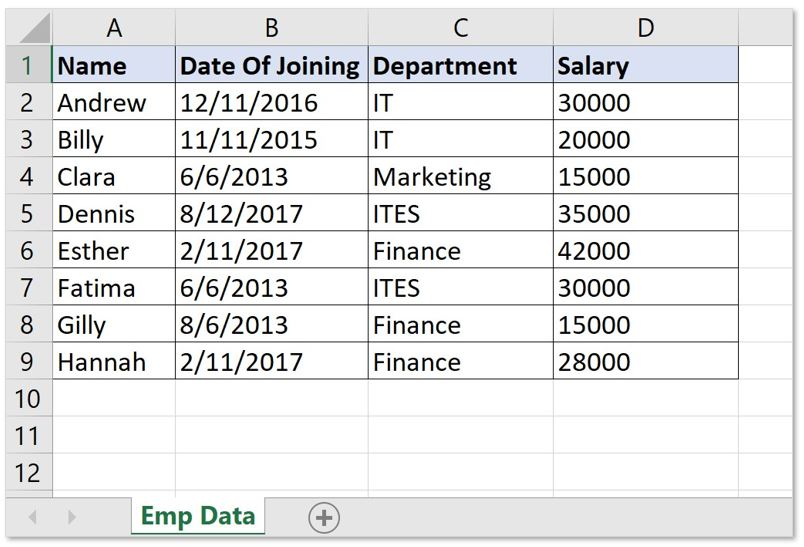 A B C D
1 Name Date Of Joining Department Salary
2 Andrew 12/11/2016 IT 30000
3 Billy 11/11/2015 IT 20000
4 Clara 6/6/2013 Marketing 15000
5 Dennis 8/12/2017 ITES 35000
6 Esther 2/11/2017 Finance 42000
7 Fatima 6/6/2013 ITES 30000
8 Gilly 8/6/2013 Finance 15000
9 Hannah 2/11/2017 Finance 28000
10
11
12
Emp Data